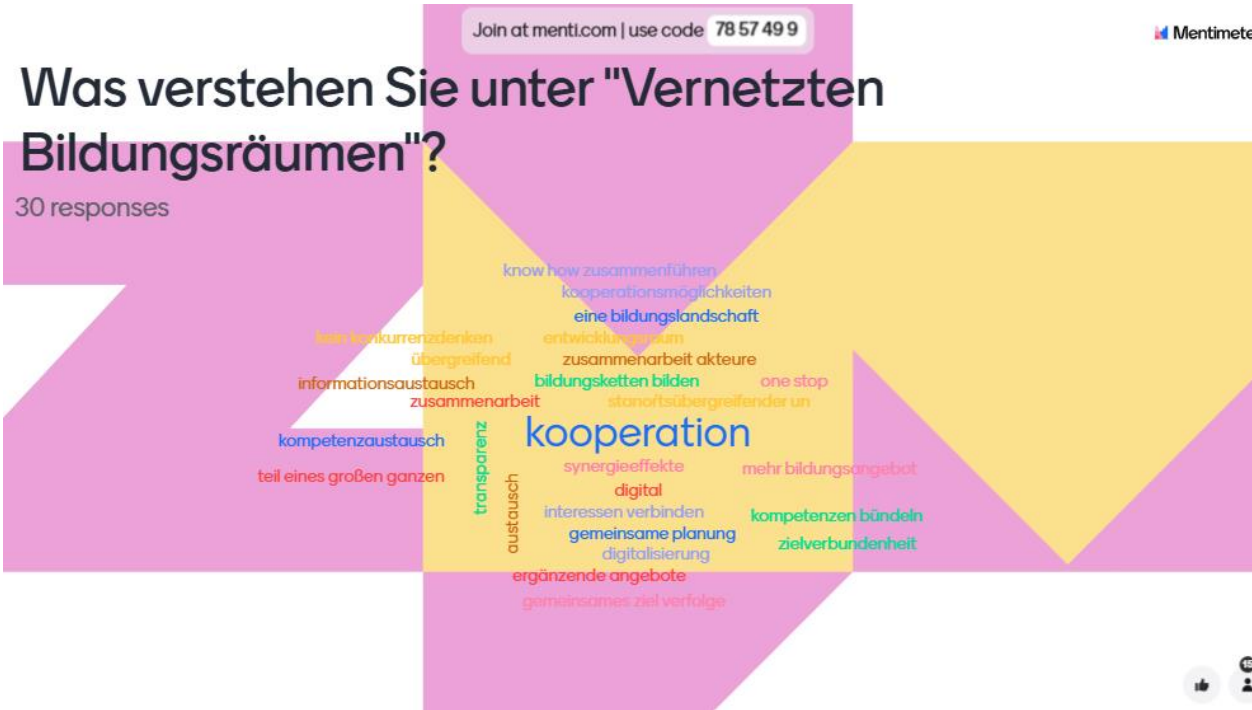 Join at menti.com | use code 78 57 49 9
Mentimete
Was verstehen Sie unter "Vernetzten
Bildungsräumen"?
30 responses
know how zusammenführen
kooperationsmöglichkeiten
eine bildungslandschaft
kein konkurrenzdenken
entwicklungsraum
übergreifend
zusammenarbeit akteure
informationsaustausch
bildungsketten bilden
one stop
zusammenarbeit
stanortsübergreifender un
kooperation
kompetenzaustausch
transparenz
synergieeffekte
mehr bildungsangebot
teil eines großen ganzen
digital
austausch
interessen verbinden
kompetenzen bündeln
gemeinsame planung
zielverbundenheit
digitalisierung
ergänzende angebote
gemeinsames ziel verfolge